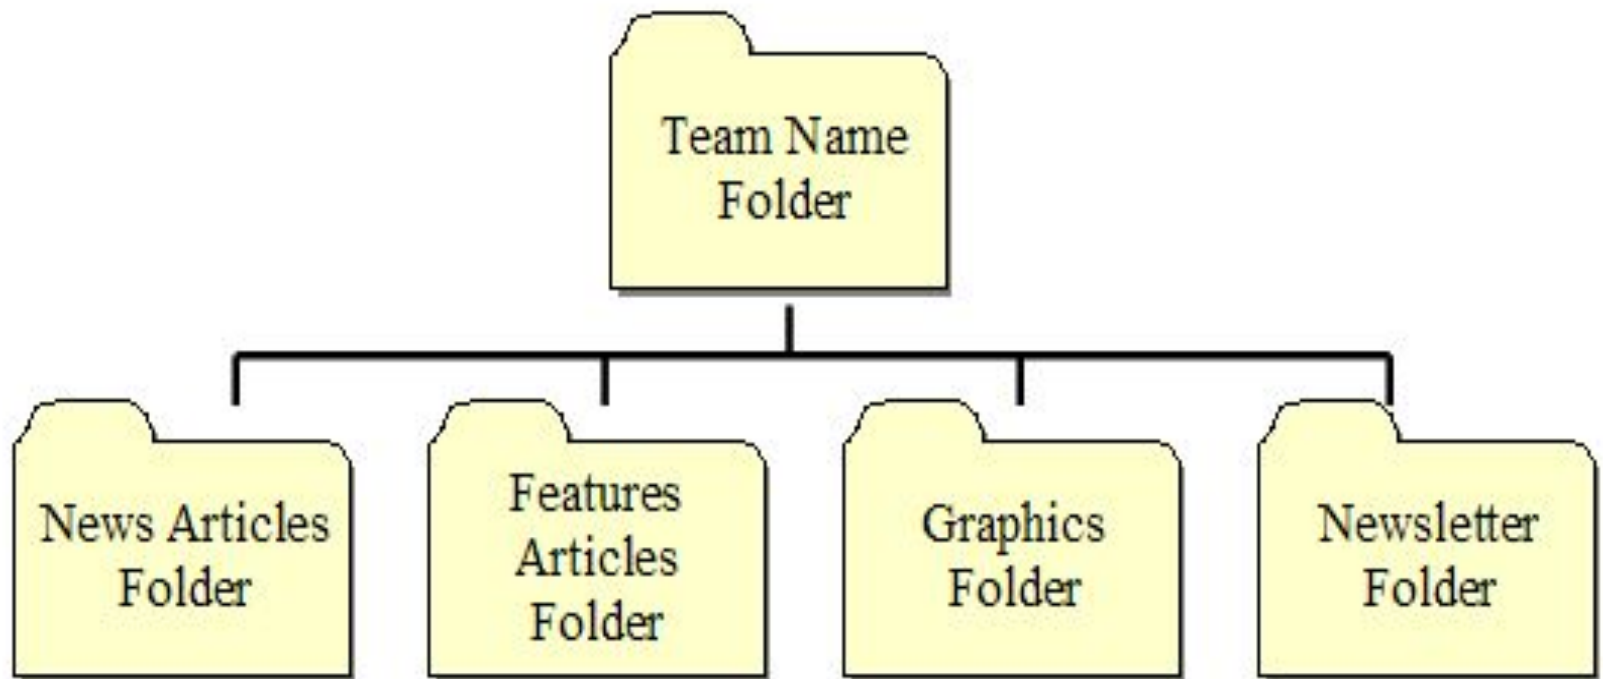 Team Name
Folder
News Articles
Folder
Features
Articles
Folder
Graphics
Folder
Newsletter
Folder